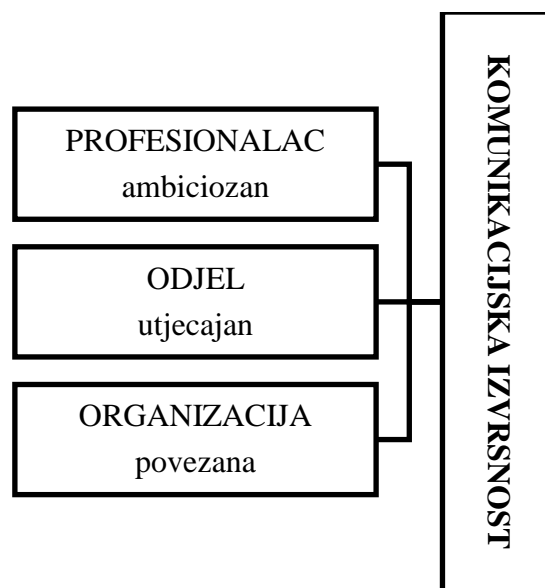 PROFESIONALAC
ambiciozan
ODJEL
utjecajan
ORGANIZACIJA
povezana
KOMUNIKACIJSKA IZVRSNOST